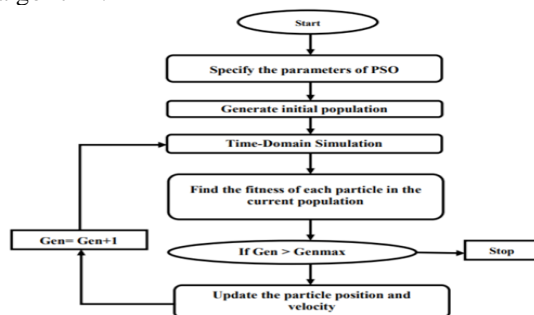 Start
Specify the parameters of PSO
Generate initial population
Time-Domain Simulation
Find the fitness of each particle in the
current population
Gen= Gen+1
If Gen > Genmax
Stop
Update the particle position and
velocity